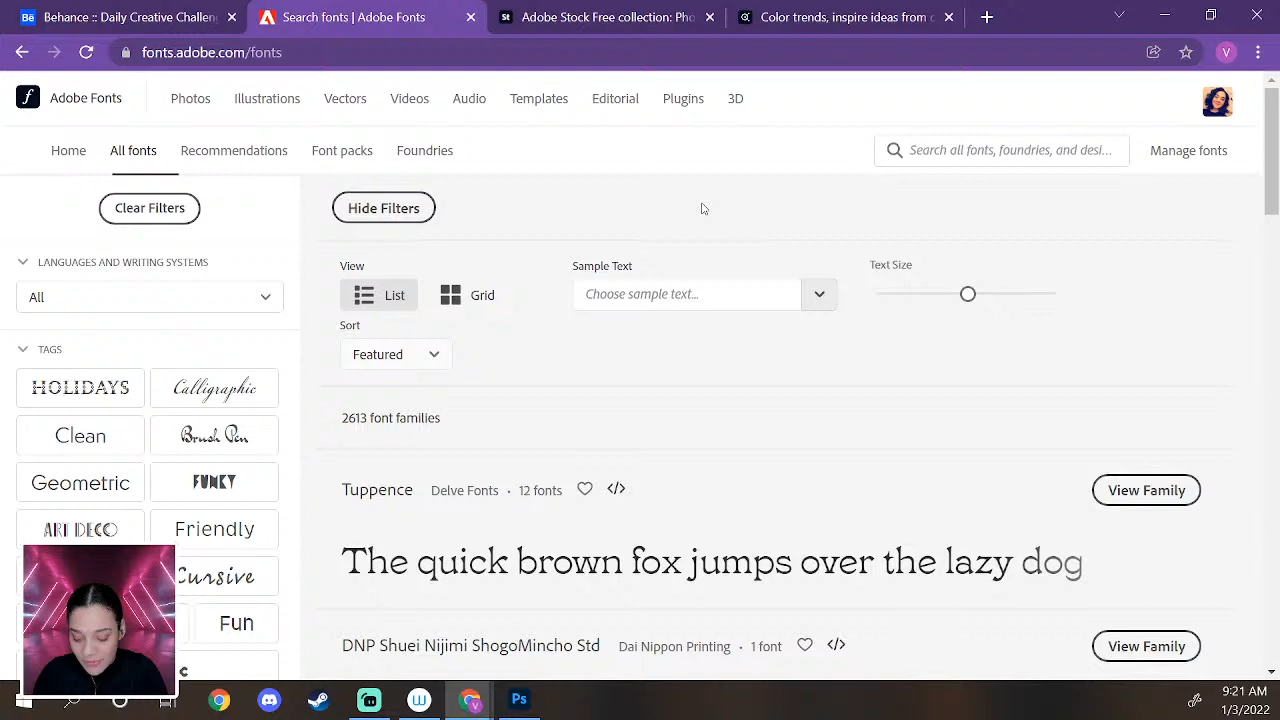 Behance : Daily Creative Challen
Search fonts | Adobe Fonts
Adobe Stock Free collection: Pho
Color trends, inspire ideas from c
fonts.adobe.com/fonts
V
Adobe Fonts
Photos
Illustrations
Vectors
Videos
Audio
Templates
Editorial
Plugins
3D
Home
All fonts
Recommendations
Font packs
Foundries
Search all fonts, foundries, and desi...
Manage fonts
Clear Filters
Hide Filters
LANGUAGES AND WRITING SYSTEMS
All
View
List
Grid
Sample Text
Choose sample text...
Text Size
Sort
Featured
TAGS
HOLIDAYS
Calligraphic
Clean
Brush Pen
Geometric
FUNKY
ART DECO
Friendly
Cursive
Fun
2613 font families
Tuppence
Delve Fonts · 12 fonts
</>
View Family
The quick brown fox jumps over the lazy dog
DNP Shuei Nijimi ShogoMincho Std
Dai Nippon Printing · 1 font
</>
View Family
Ps
9:21 AM
1/3/2022